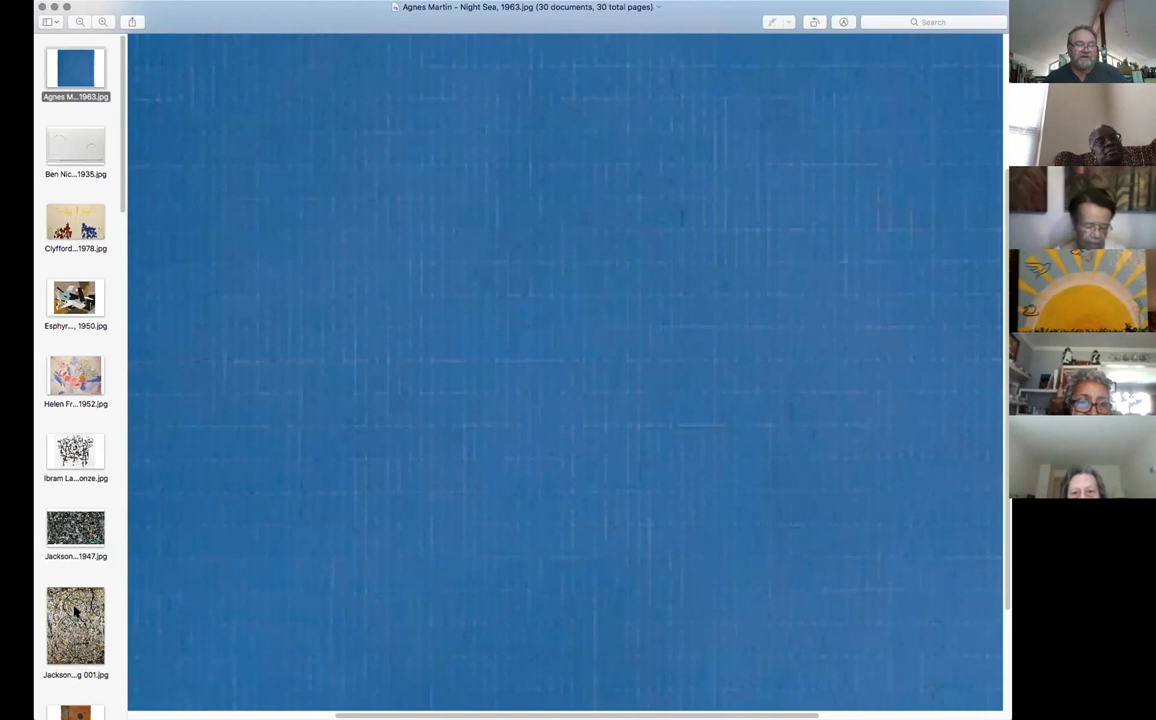 Agnes Martin - Night Sea, 1963.jpg (30 documents, 30 total pages)
Search
Agnes M...1963.jpg
Ben Nic...1935.jpg
Clyfford...1978.jpg
Esphyr..., 1950.jpg
Helen Fr...1952.jpg
Ibram La...onze.jpg
Jackson...1947.jpg
Jackson...g 001.jpg